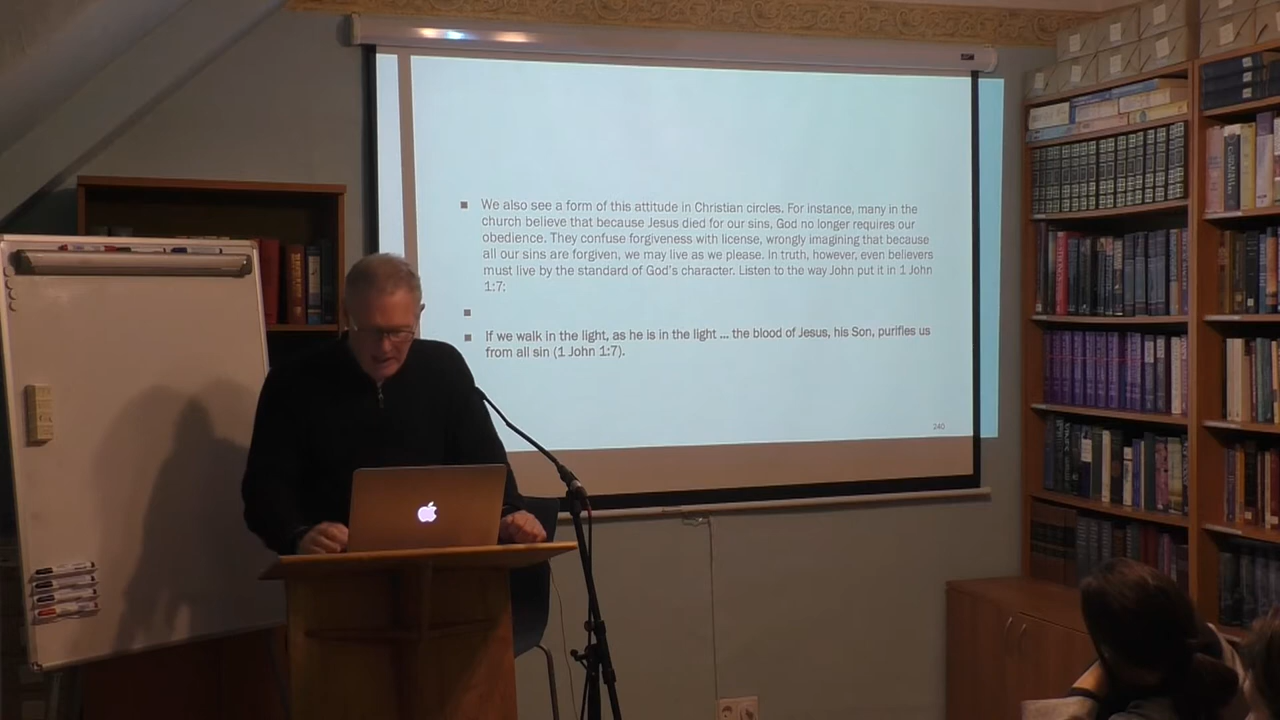 We also see a form of this attitude in Christian circles. For instance, many in the
church believe that because Jesus died for our sins, God no longer requires our
obedience. They confuse forgiveness with license, wrongly imagining that because
all our sins are forgiven, we may live as we please. In truth, however, even believers
must live by the standard of God's character. Listen to the way John put it in 1 John
1:7:
If we walk in the light, as he is in the light ... the blood of Jesus, his Son, purifies us
from all sin (1 John 1:7).
240